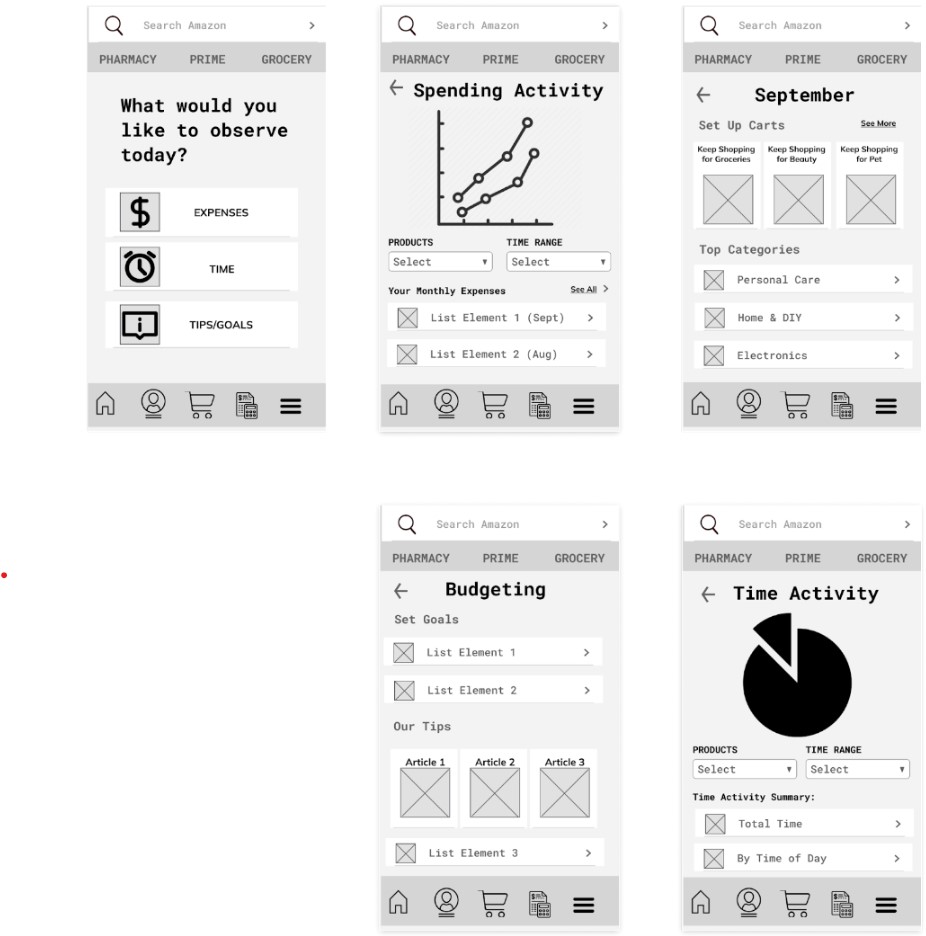 Search Amazon
PHARMACY PRIME GROCERY
What would you
like to observe
today?
$
EXPENSES
TIME
i
TIPS/GOALS
$=%
Search Amazon
PHARMACY PRIME GROCERY
Spending Activity
PRODUCTS TIME RANGE
Select Select
Your Monthly Expenses See All
List Element 1 (Sept)
List Element 2 (Aug)
Search Amazon
PHARMACY PRIME GROCERY
September
Set Up Carts See More
Keep Shopping
for Groceries
Keep Shopping
for Beauty
Keep Shopping
for Pet
Top Categories
Personal Care
Home & DIY
Electronics
Search Amazon
PHARMACY PRIME GROCERY
Budgeting
Set Goals
List Element 1
List Element 2
Our Tips
Article 1 Article 2 Article 3
List Element 3
Search Amazon
PHARMACY PRIME GROCERY
Time Activity
PRODUCTS TIME RANGE
Select Select
Time Activity Summary:
Total Time
By Time of Day